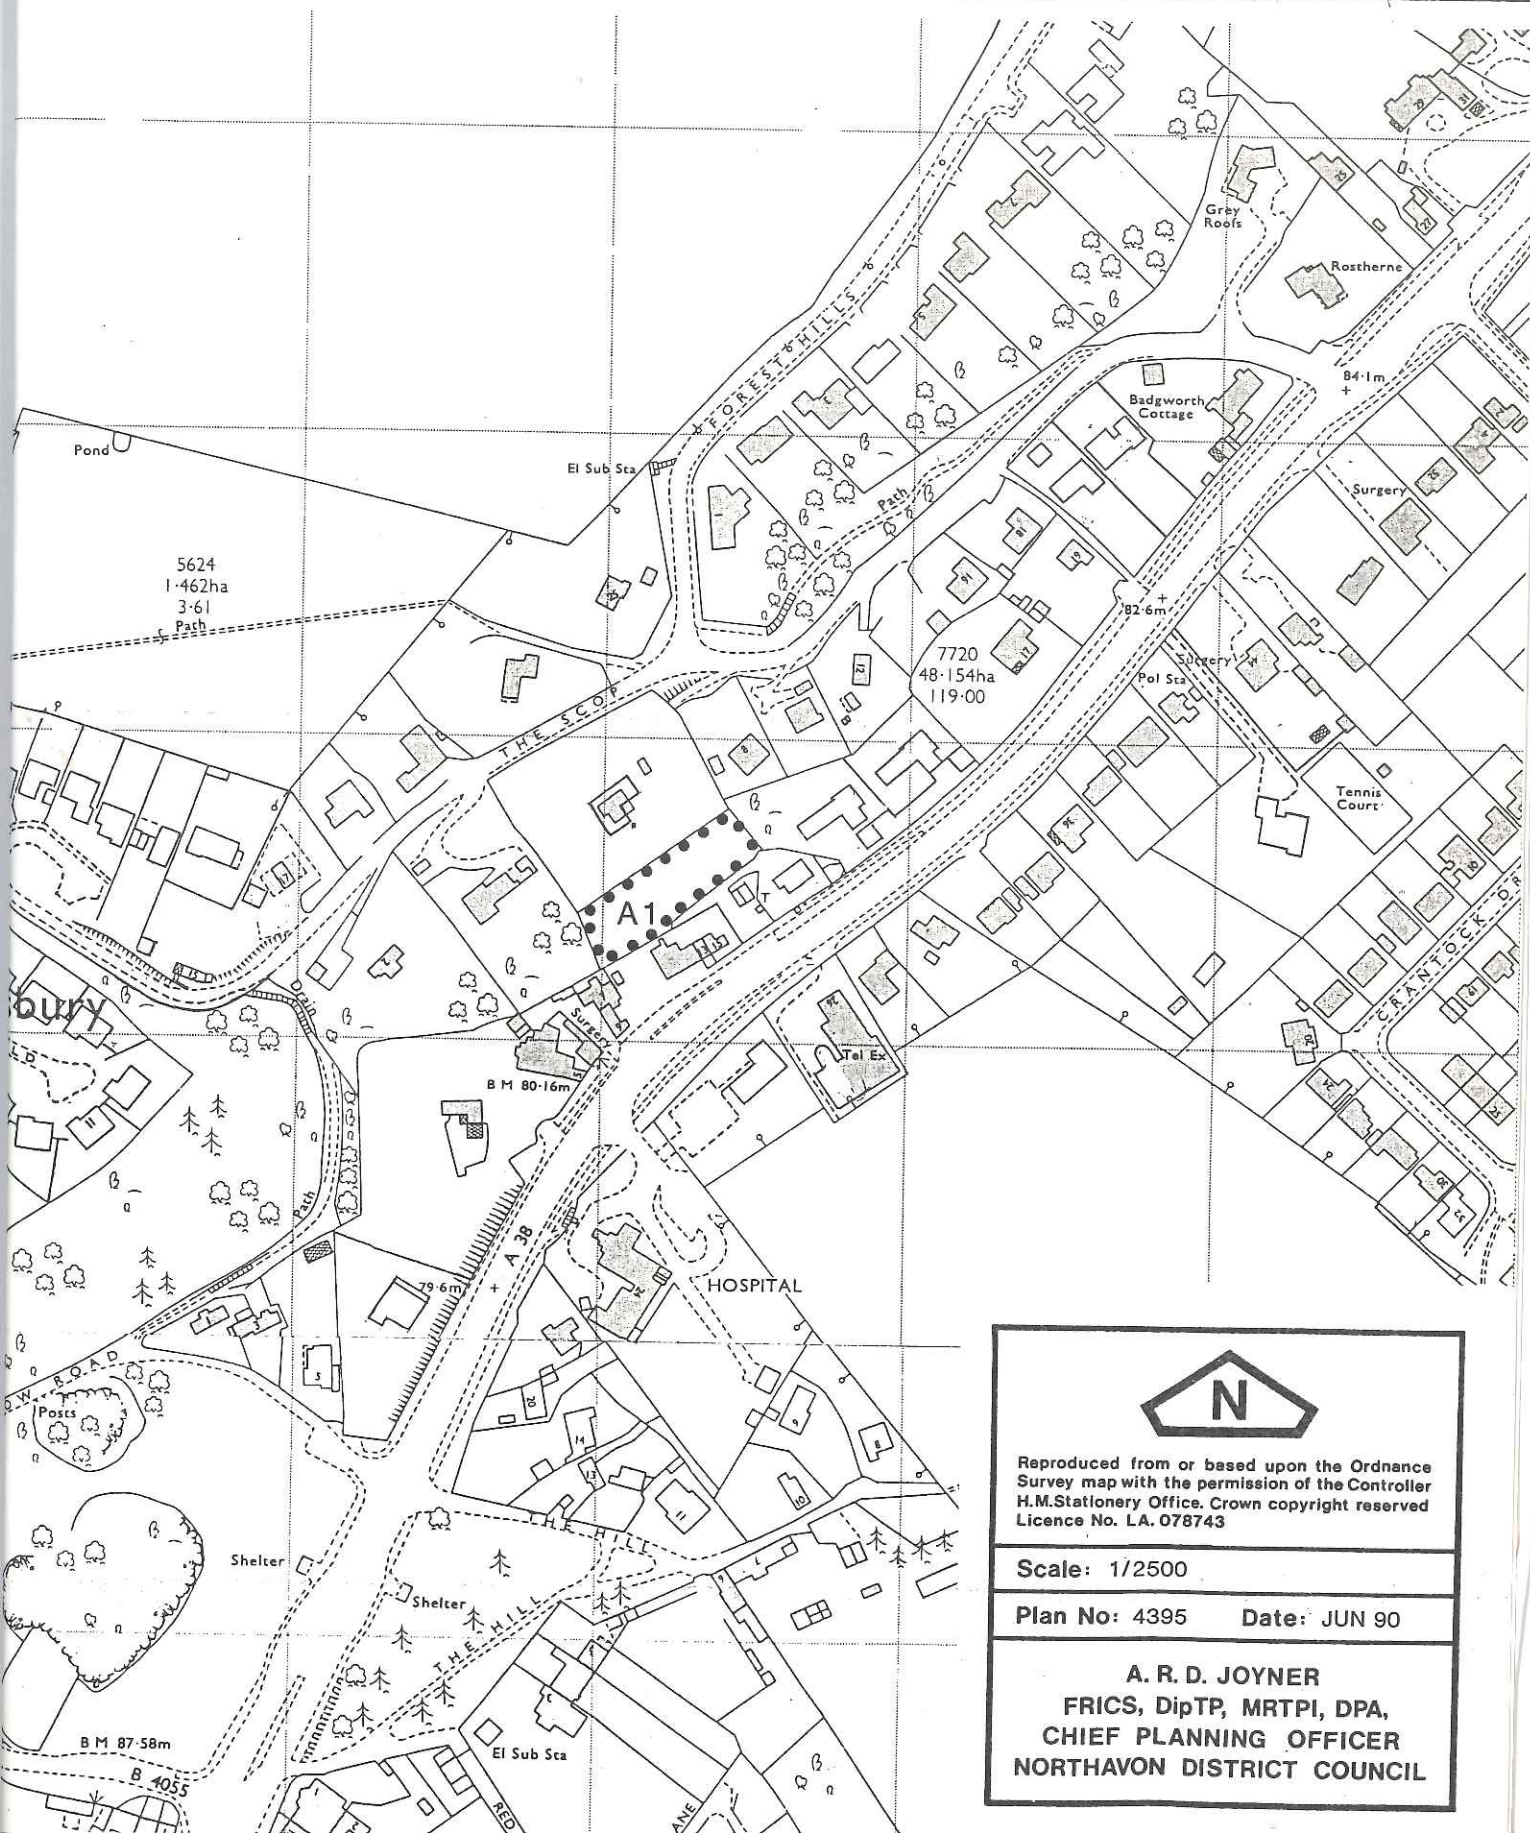 Grey
Roofs
Rostherne
FOREST HILLS
84·1m
Badgworth
Cottage
Pond
El Sub Sta
Surgery
Path
5624
1·462ha
3·61
Path
82·6m
7720
48·154ha
119·00
Surgery
Pol Sta
THE SCOP
Tennis
Court
A1
CRANTOCK DR
Drain
bury
Surgery
Tel Ex
B M 80·16m
Path
A 38
79·6m
HOSPITAL
OW ROAD
Posts
THE HILL
Shelter
Shelter
THE HILL
B M 87·58m
El Sub Sta
B 4055
RED
ANE
N
Reproduced from or based upon the Ordnance
Survey map with the permission of the Controller
H.M.Stationery Office. Crown copyright reserved
Licence No. LA. 078743
Scale: 1/2500
Plan No: 4395 Date: JUN 90
A. R. D. JOYNER
FRICS, DipTP, MRTPI, DPA,
CHIEF PLANNING OFFICER
NORTHAVON DISTRICT COUNCIL